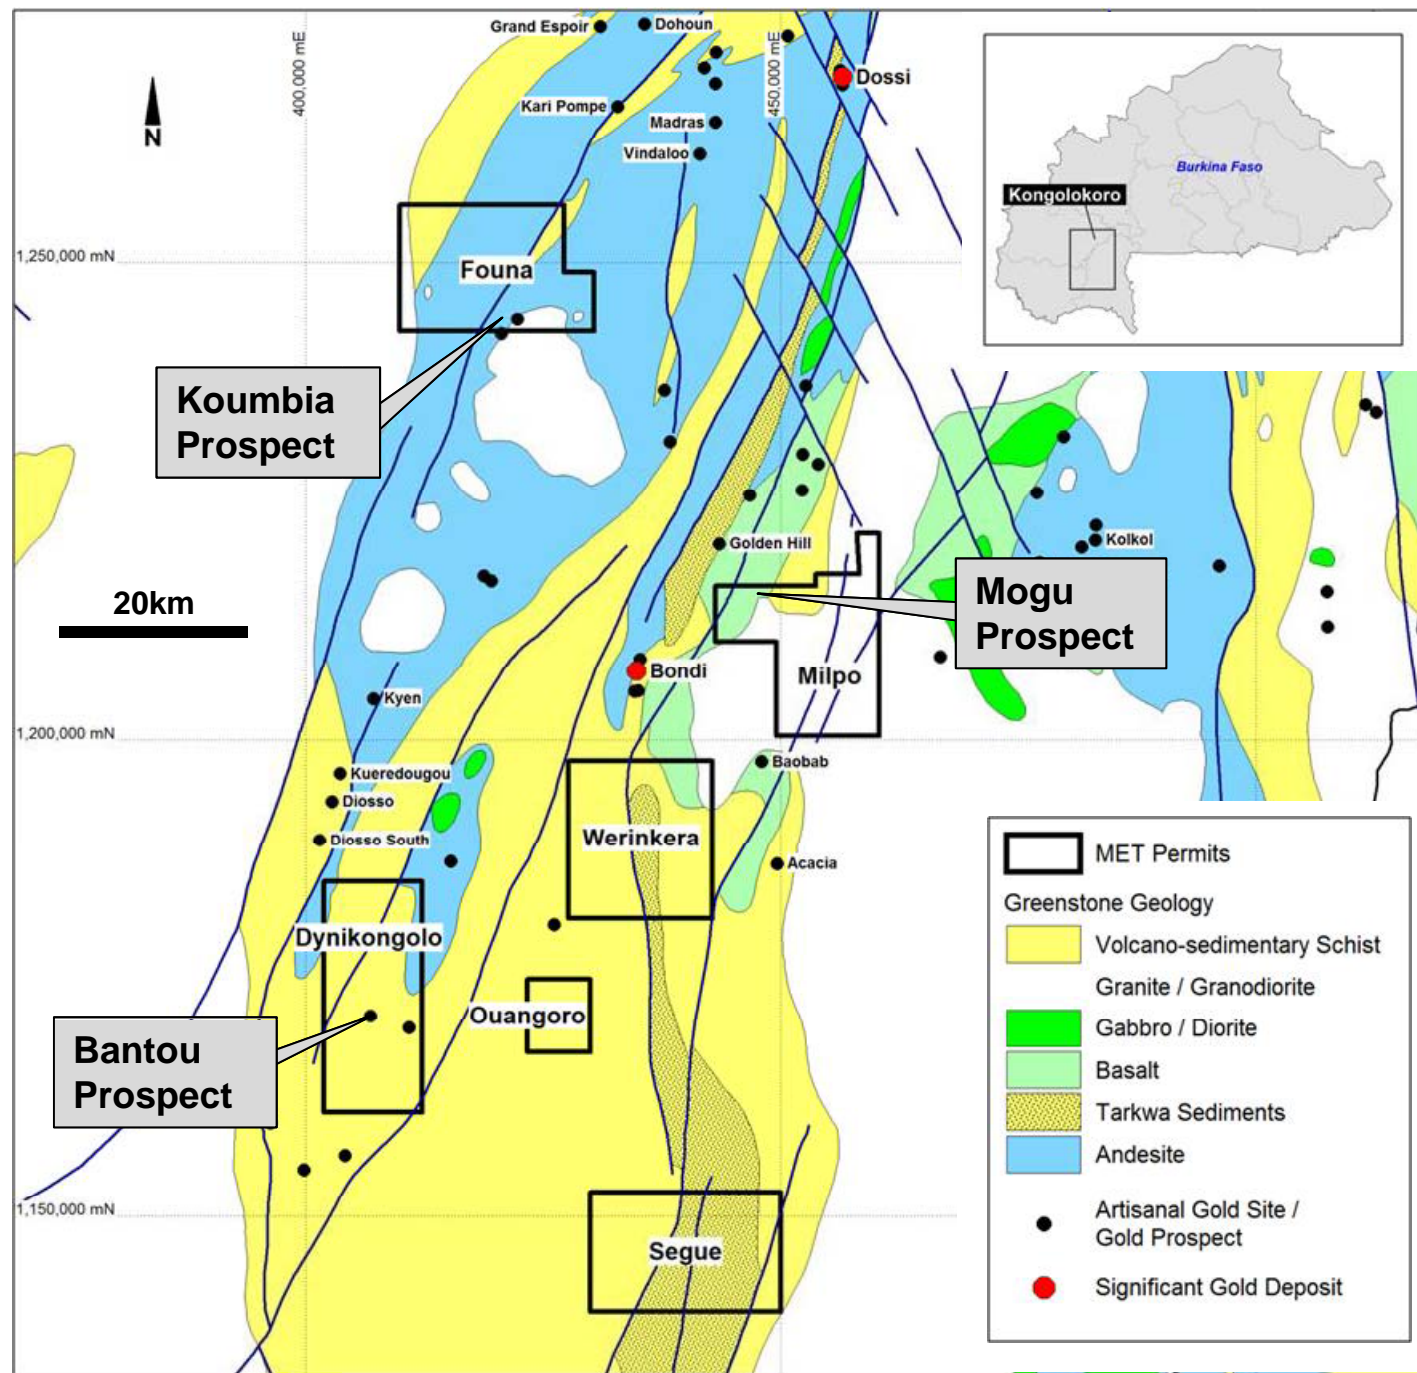 Grand Espoir
Dohoun
400,000 mE
450,000 mE
Dossi
N
Kari Pompe
Madras
Vindaloo
Burkina Faso
Kongolokoro
1,250,000 mN
Founa
Koumbia
Prospect
Golden Hill
Kolkol
20km
Mogu
Prospect
Bondi
Milpo
Kyen
1,200,000 mN
Baobab
Kueredougou
Diosso
Diosso South
Werinkera
Acacia
Dynikongolo
Ouangoro
Bantou
Prospect
1,150,000 mN
Segue
MET Permits
Greenstone Geology
Volcano-sedimentary Schist
Granite / Granodiorite
Gabbro / Diorite
Basalt
Tarkwa Sediments
Andesite
Artisanal Gold Site /
Gold Prospect
Significant Gold Deposit